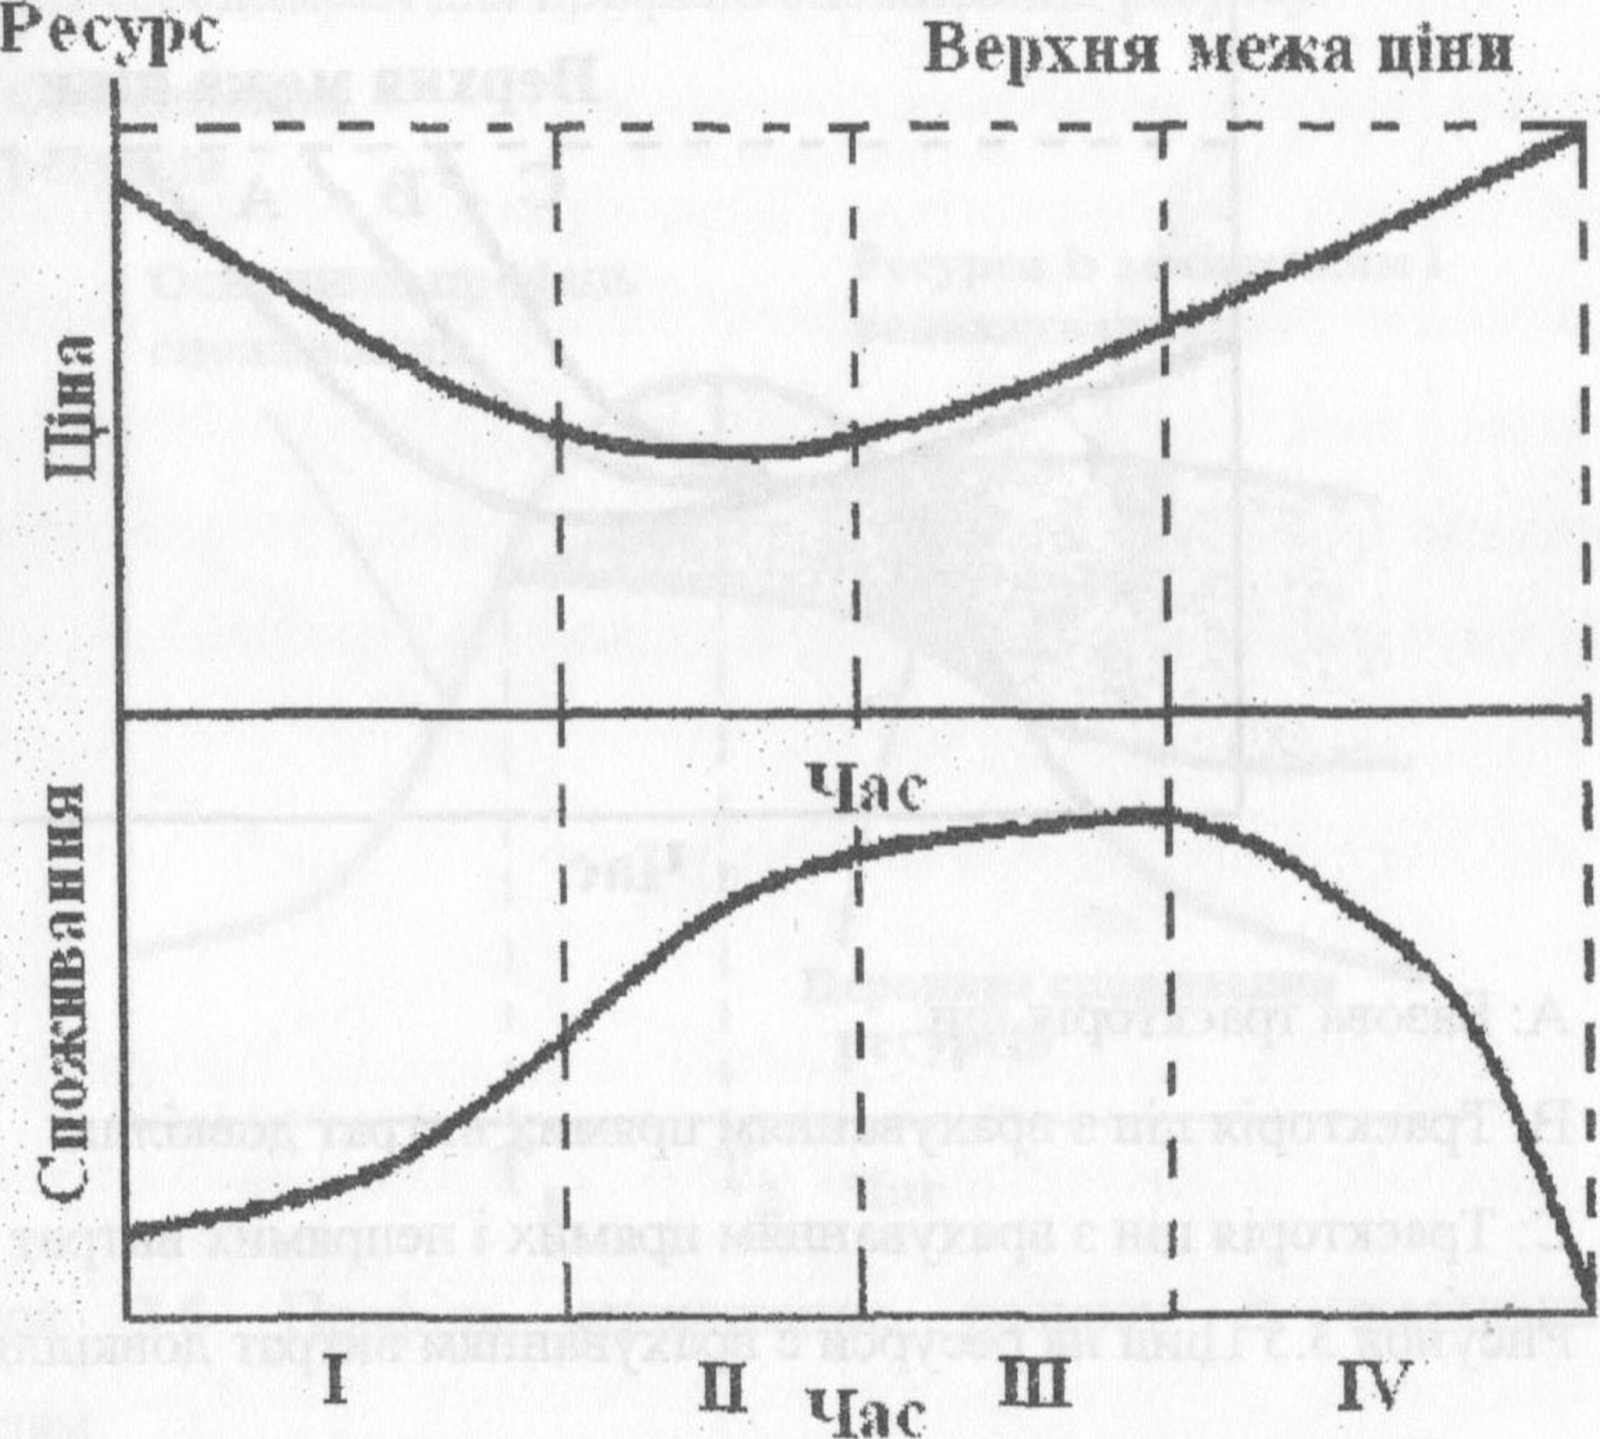 Ресурс
Верхня межа ціни
Ціна
Час
Споживання
I
II
III
IV
Час